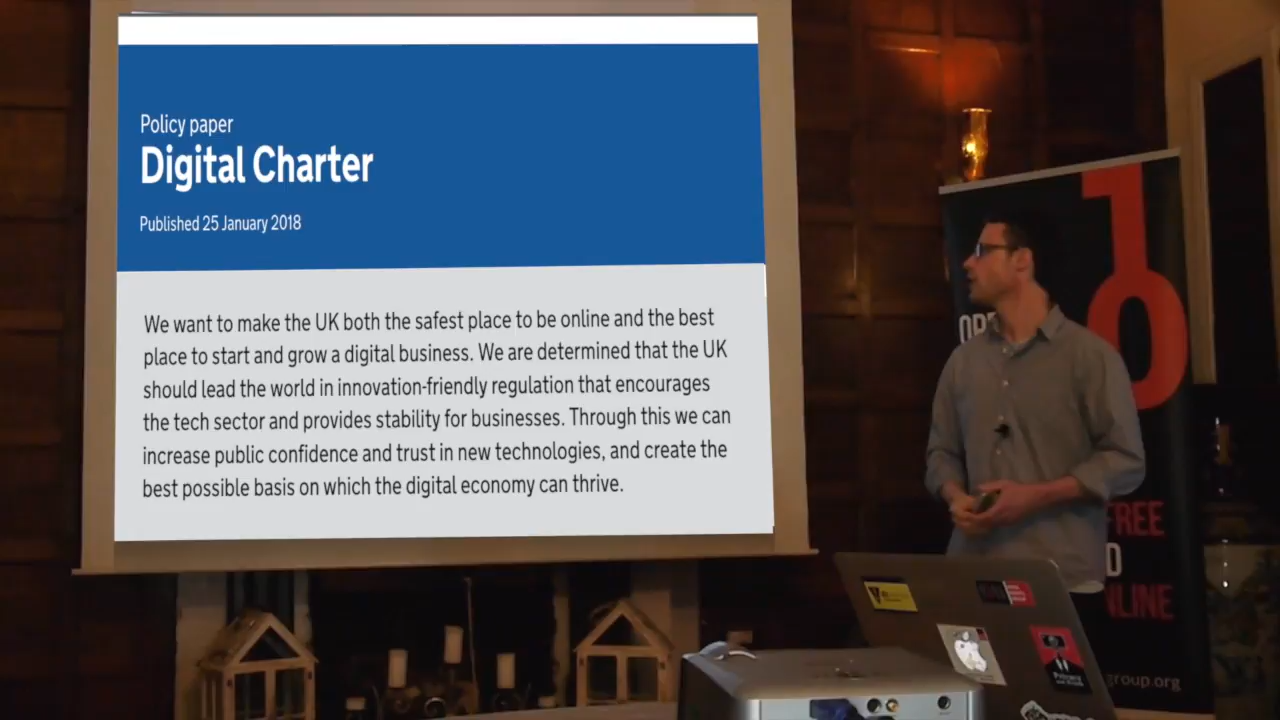 Policy paper
Digital Charter
Published 25 January 2018
We want to make the UK both the safest place to be online and the best
place to start and grow a digital business. We are determined that the UK
should lead the world in innovation-friendly regulation that encourages
the tech sector and provides stability for businesses. Through this we can
increase public confidence and trust in new technologies, and create the
best possible basis on which the digital economy can thrive.
FREE
NLINE
group.org
Privacy